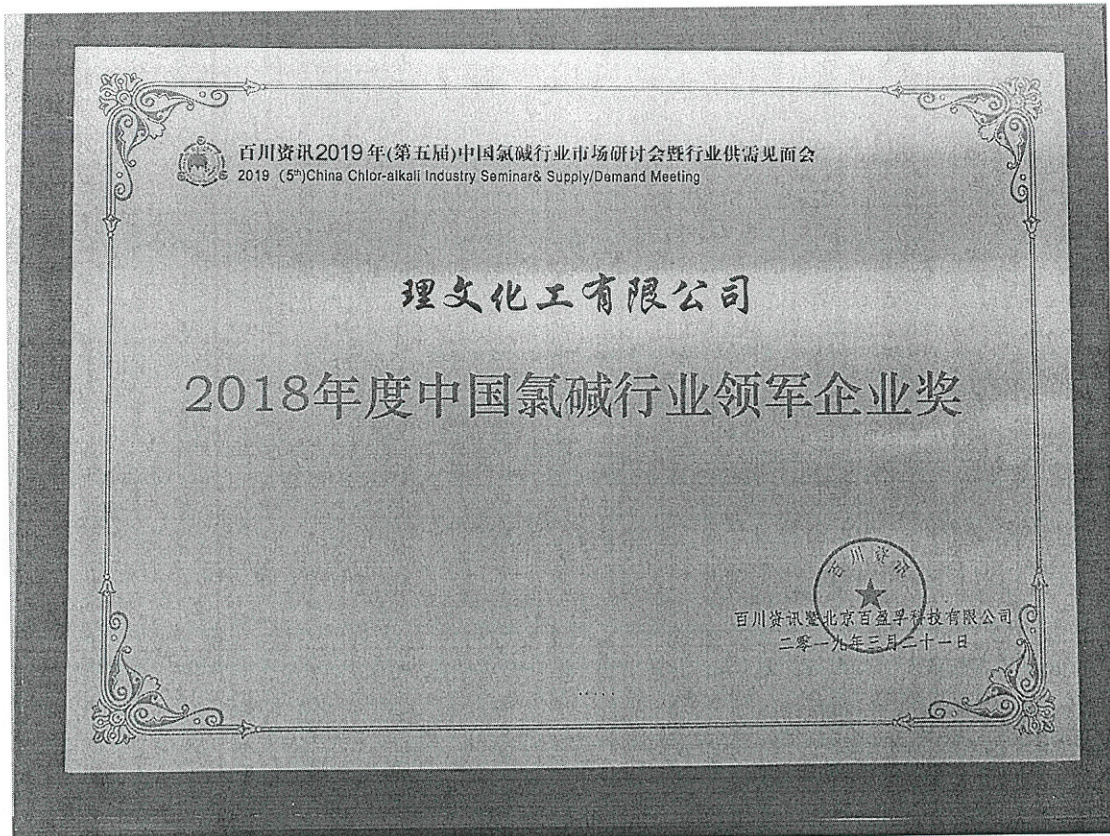 百川资讯2019年(第五届)中国氯碱行业市场研讨会暨行业供需见面会
2019 (5th)China Chlor-alkali Industry Seminar& Supply/Demand Meeting
理文化工有限公司
2018年度中国氯碱行业领军企业奖
百川资讯
百川资讯暨北京百盈孚科技有限公司
二零一九年三月二十一日